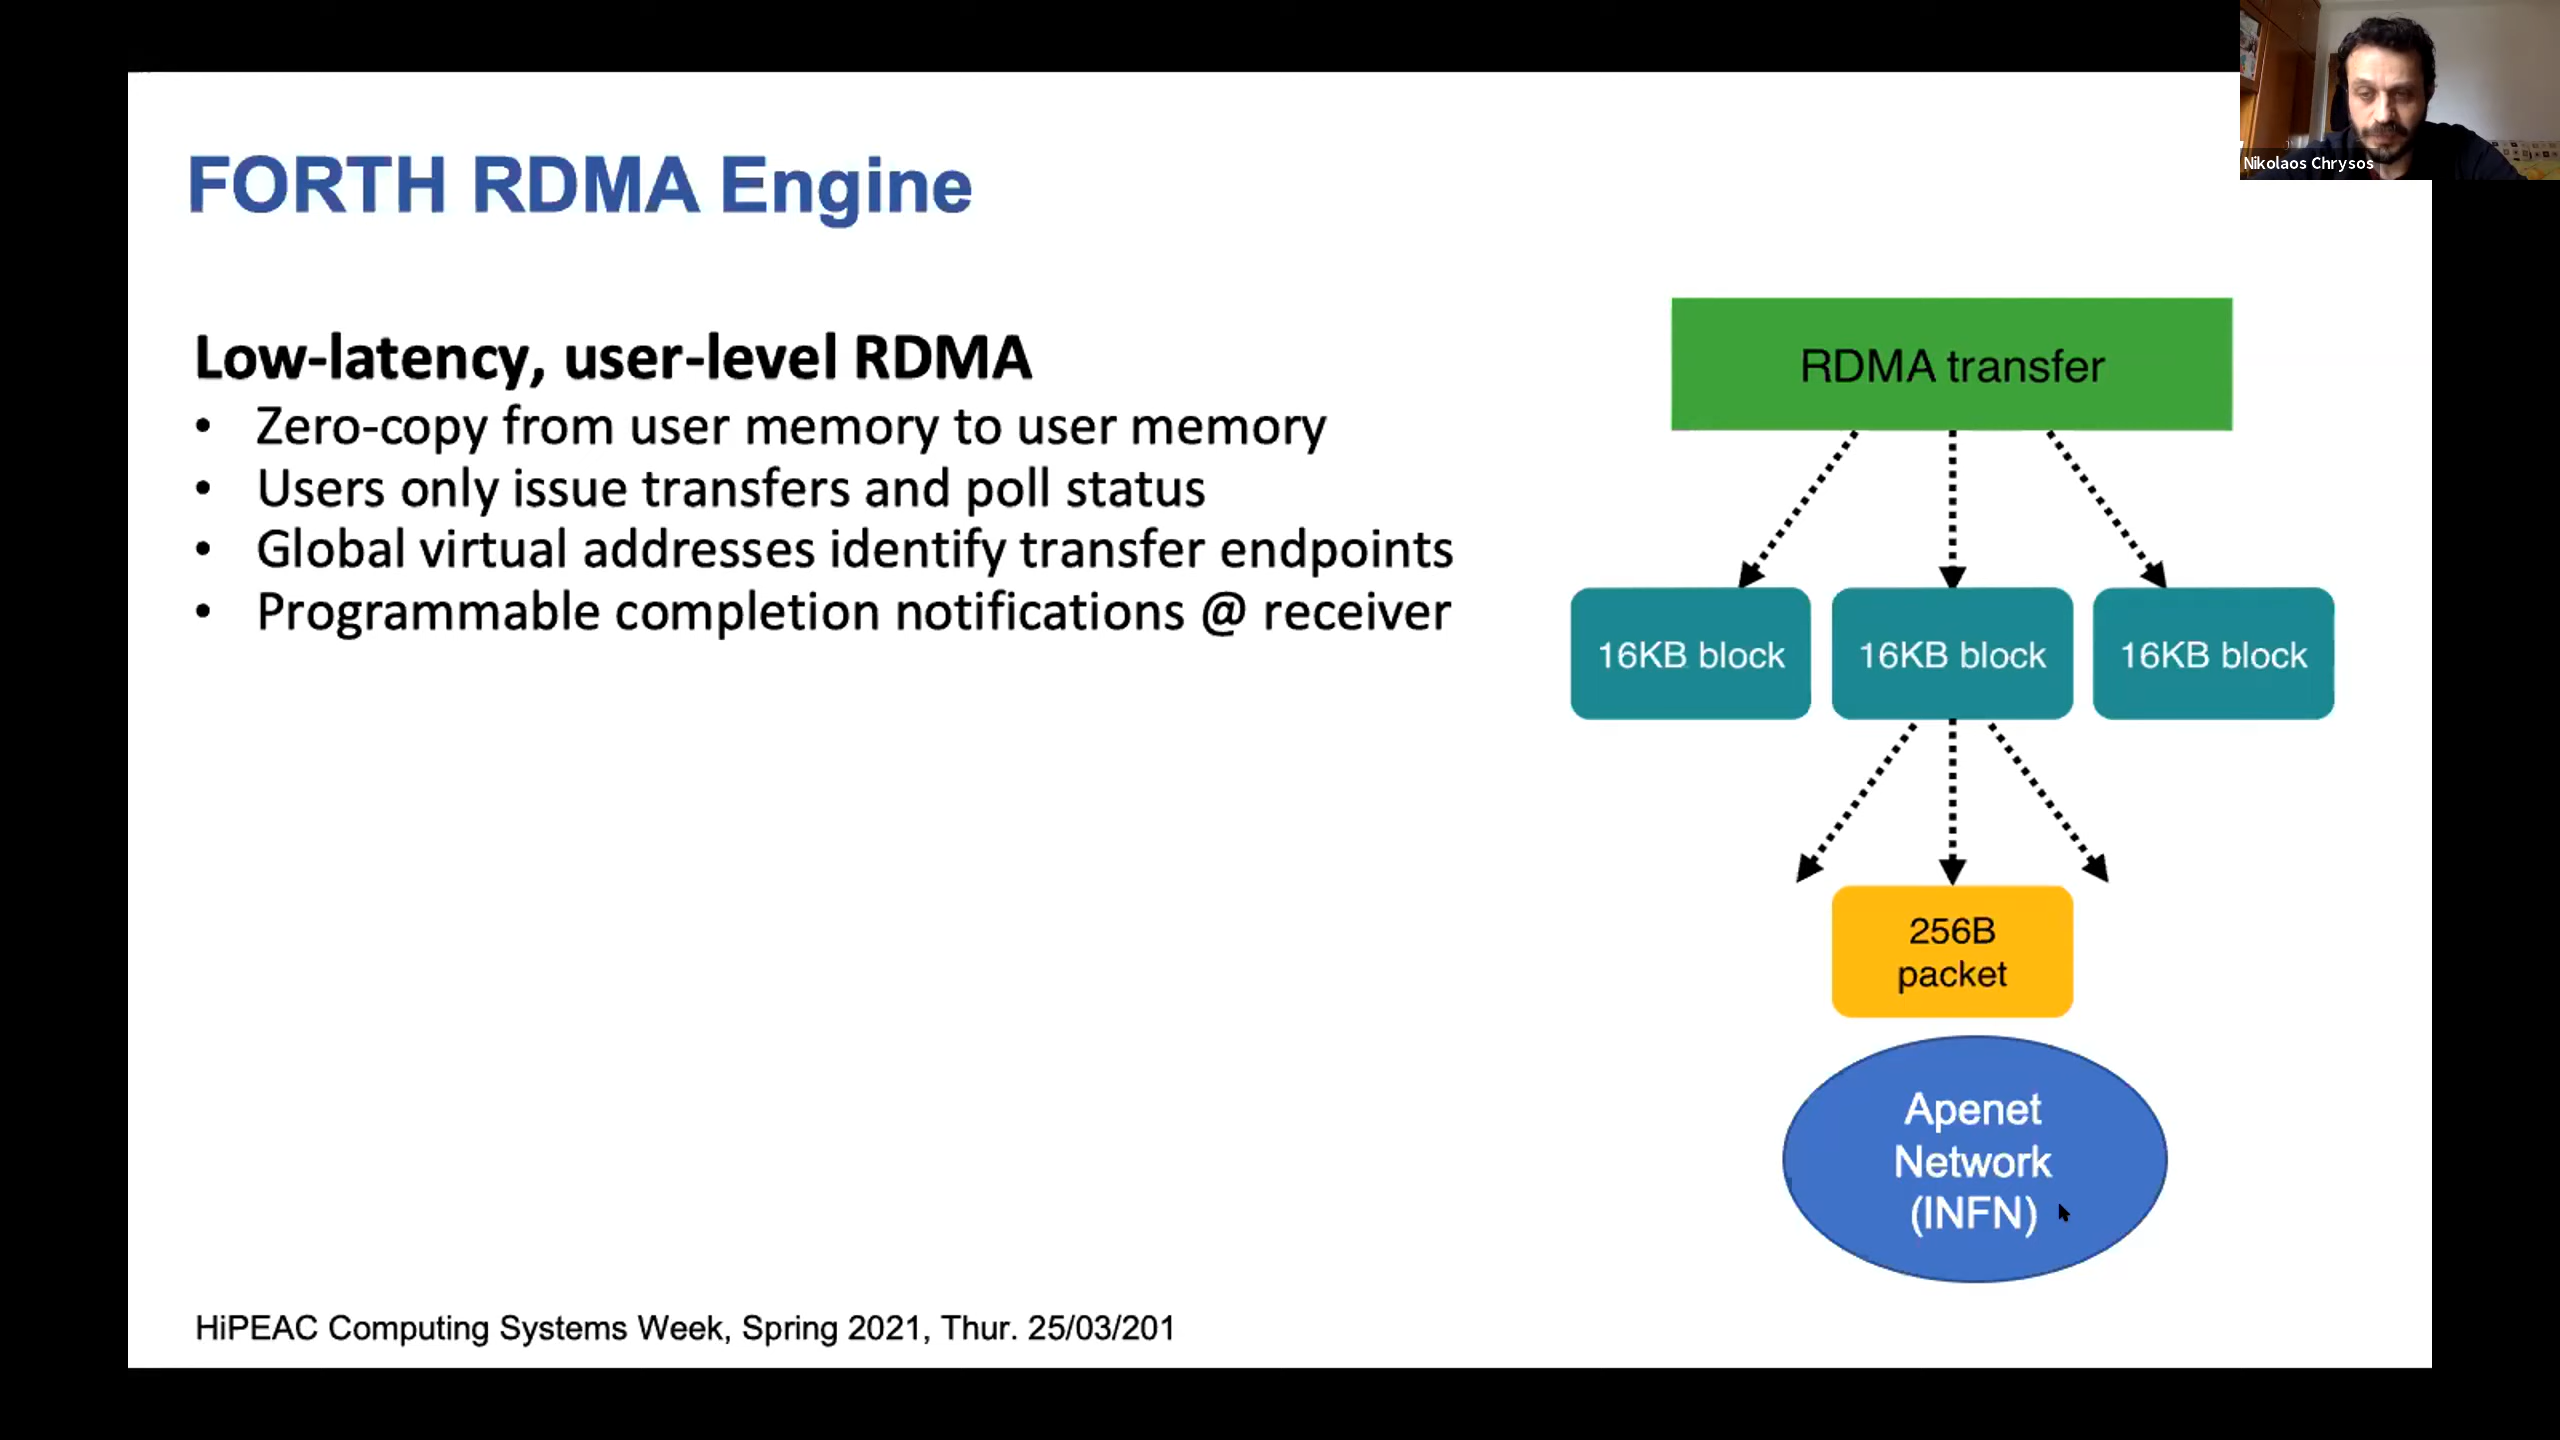 Nikolaos Chrysos
FORTH RDMA Engine
Low-latency, user-level RDMA
• Zero-copy from user memory to user memory
• Users only issue transfers and poll status
• Global virtual addresses identify transfer endpoints
• Programmable completion notifications @ receiver
RDMA transfer
16KB block
16KB block
16KB block
256B
packet
Apenet
Network
(INFN)
HiPEAC Computing Systems Week, Spring 2021, Thur. 25/03/201